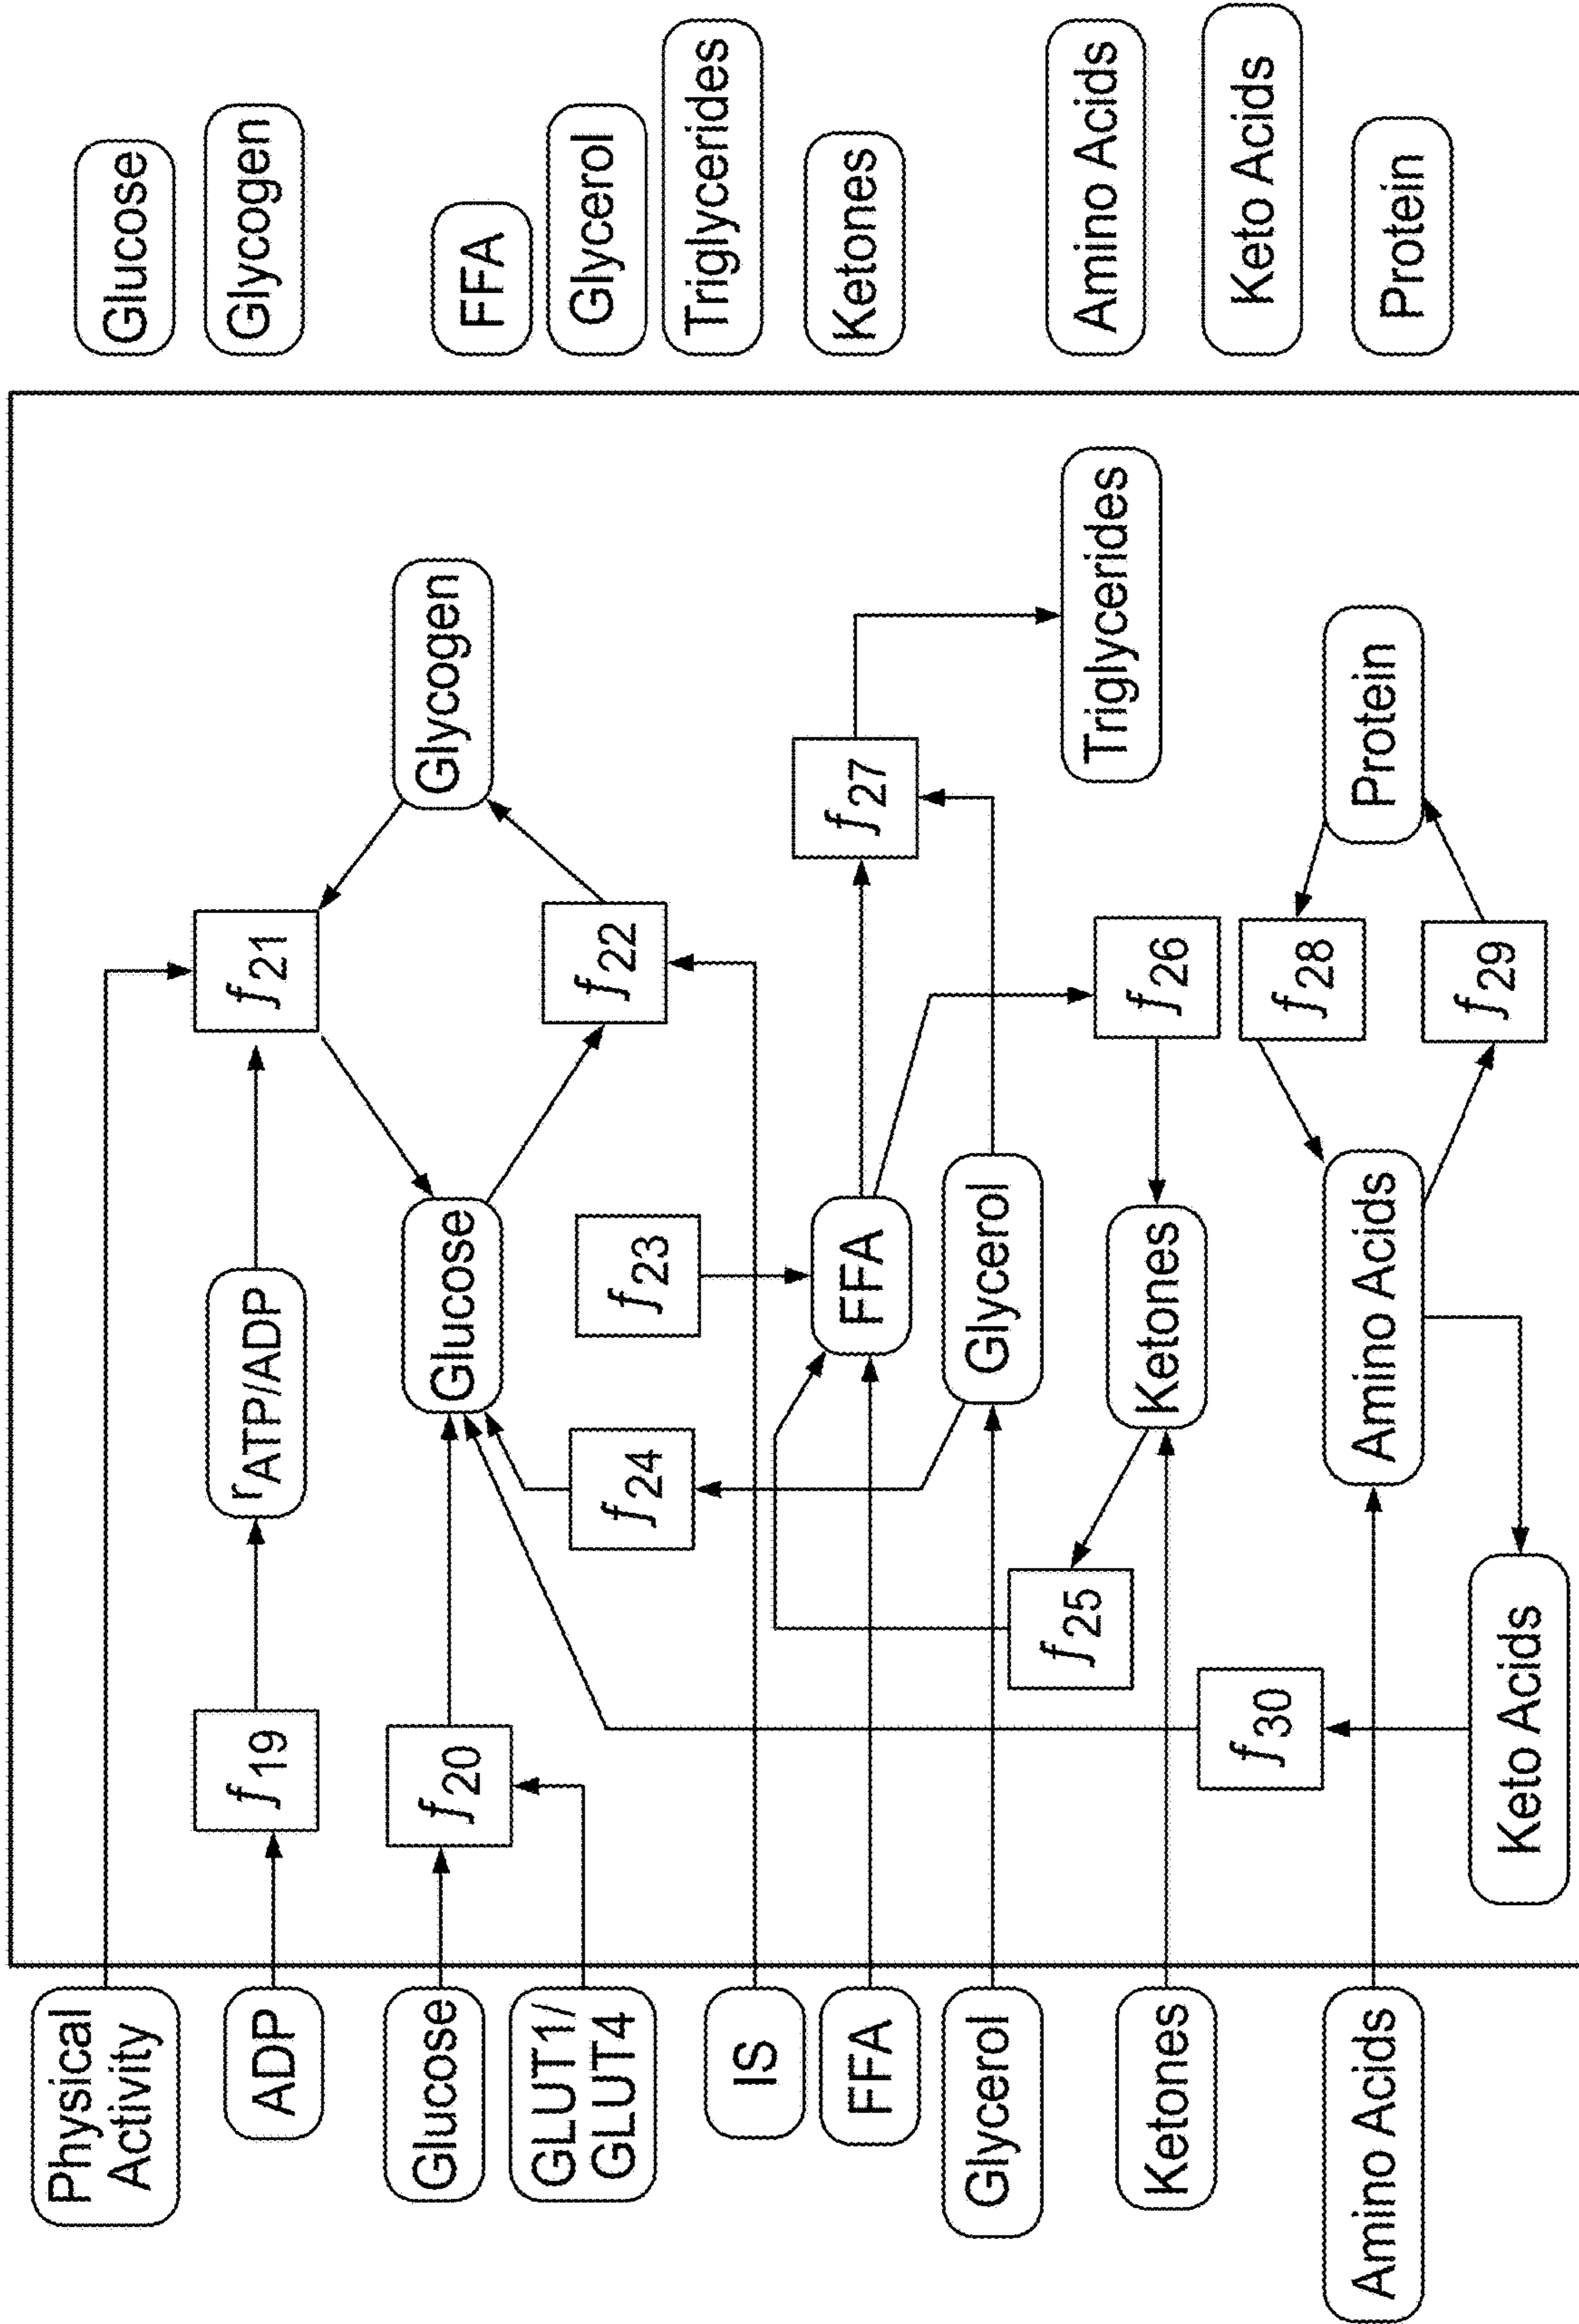 Physical
Activity
ADP
Glucose
GLUT1/
GLUT4
IS
FFA
Glycerol
Ketones
Amino Acids
f19
rATP/ADP
f21
f20
Glucose
f22
Glycogen
f24
f23
FFA
f27
Glycerol
Triglycerides
f25
Ketones
f26
f30
f28
Amino Acids
Protein
f29
Keto Acids
Glucose
Glycogen
FFA
Glycerol
Triglycerides
Ketones
Amino Acids
Keto Acids
Protein